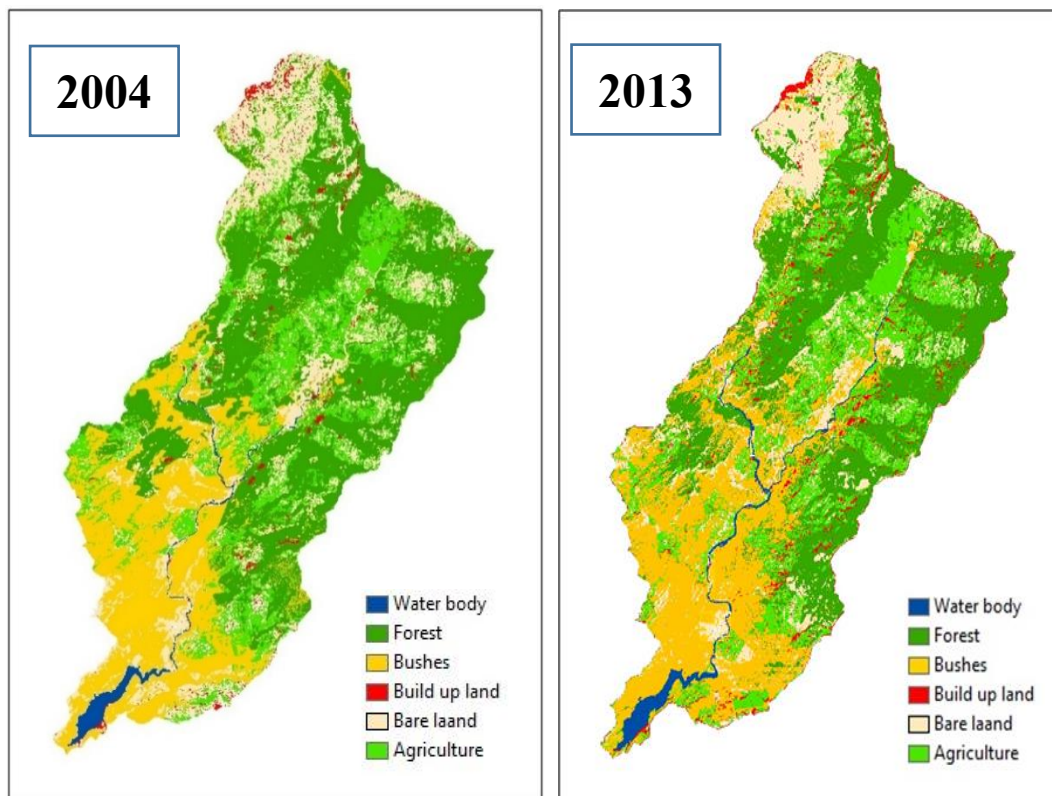 2004
Water body
Forest
Bushes
Build up land
Bare laand
Agriculture
2013
Water body
Forest
Bushes
Build up land
Bare laand
Agriculture